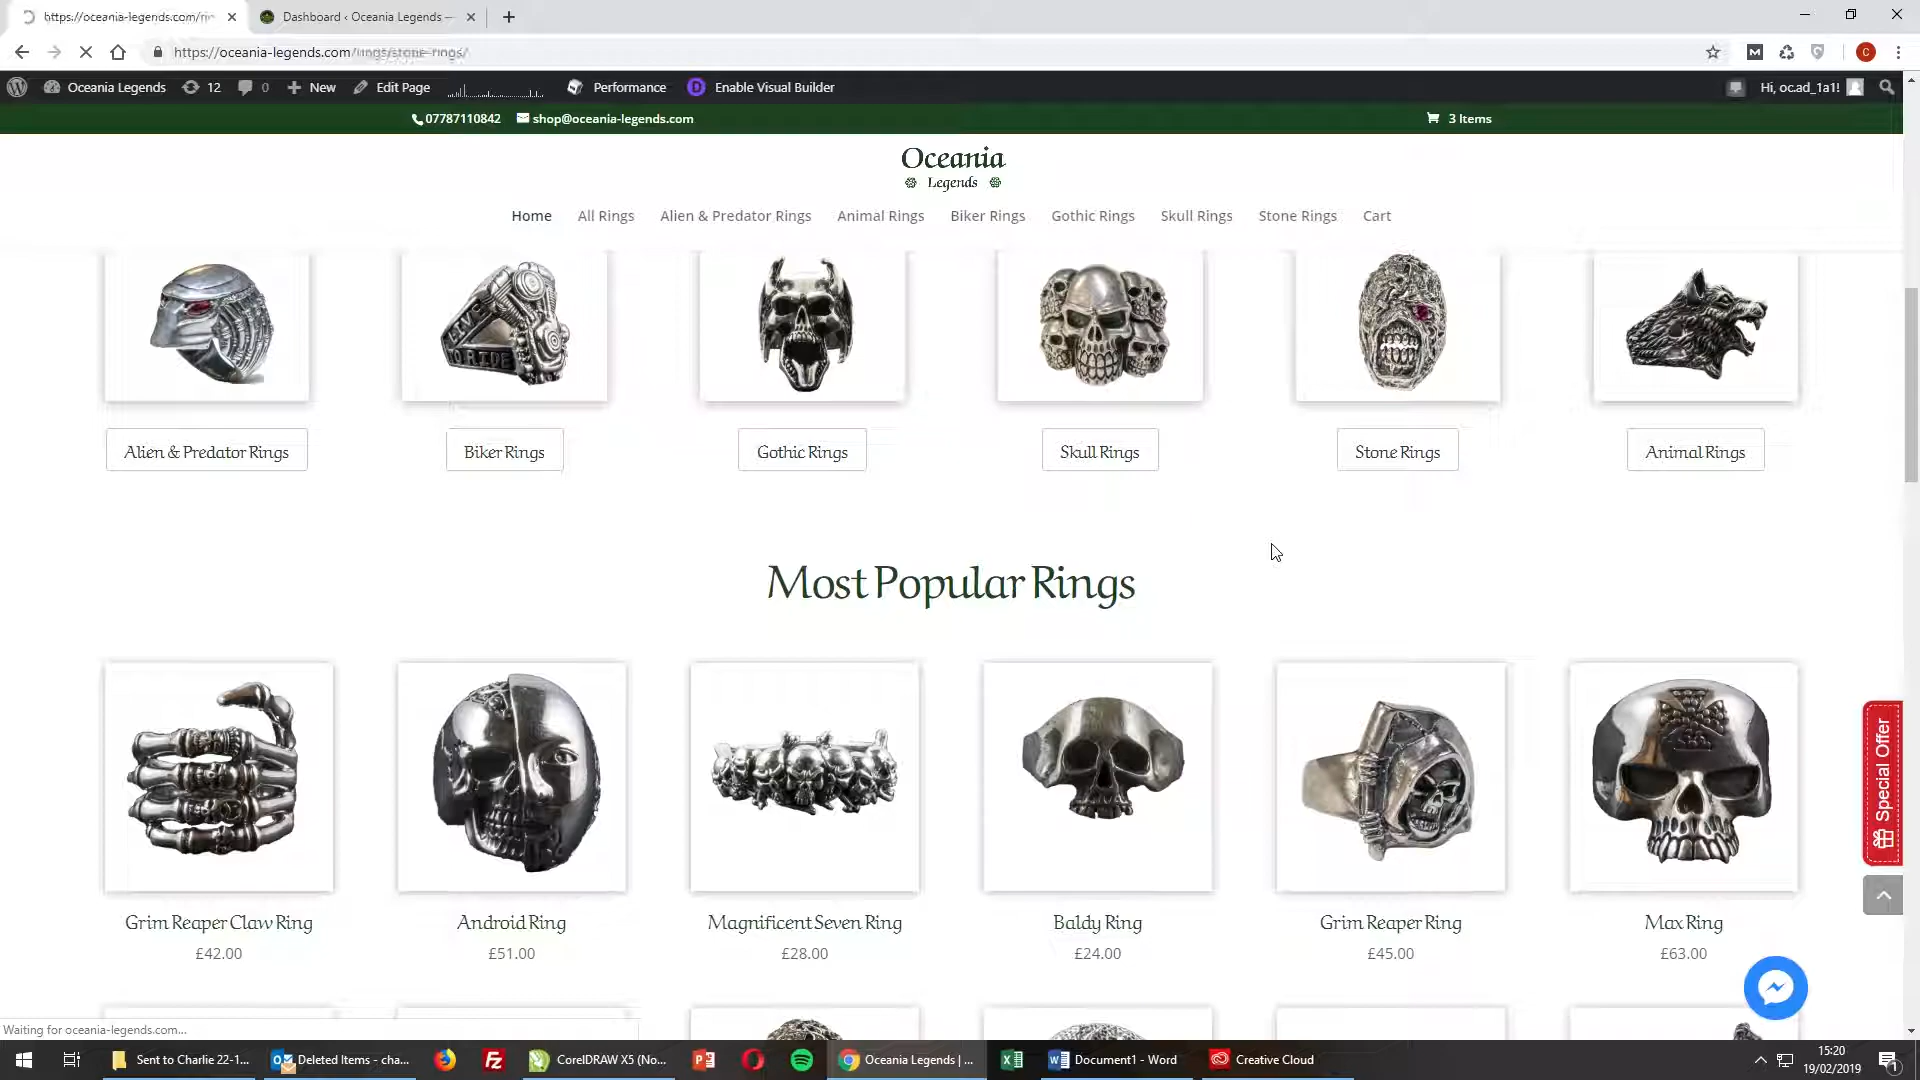 https://oceania-legends.com/rin
Dashboard ‹ Oceania Legends —
https://oceania-legends.com/rings/stone-rings/
Oceania Legends
12
0
New
Edit Page
Performance
Enable Visual Builder
Hi, oc.ad_1a1!
07787110842
shop@oceania-legends.com
3 Items
Oceania
Legends
Home
All Rings
Alien & Predator Rings
Animal Rings
Biker Rings
Gothic Rings
Skull Rings
Stone Rings
Cart
LIVE
TO RIDE
Alien & Predator Rings
Biker Rings
Gothic Rings
Skull Rings
Stone Rings
Animal Rings
Most Popular Rings
Special Offer
Grim Reaper Claw Ring
Android Ring
Magnificent Seven Ring
Baldy Ring
Grim Reaper Ring
Max Ring
£42.00
£51.00
£28.00
£24.00
£45.00
£63.00
Waiting for oceania-legends.com...
Sent to Charlie 22-1...
Deleted Items - cha...
CorelDRAW X5 (No...
Oceania Legends | ...
Document1 - Word
Creative Cloud
15:20
19/02/2019